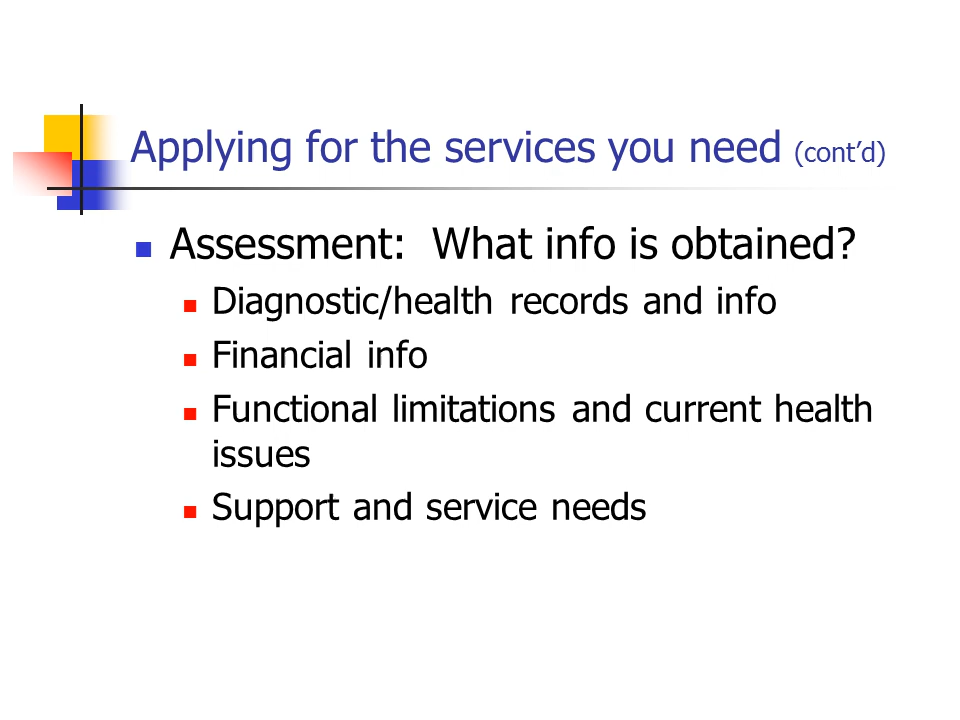 Applying for the services you need (cont’d)
Assessment:  What info is obtained?
Diagnostic/health records and info
Financial info
Functional limitations and current health
issues
Support and service needs